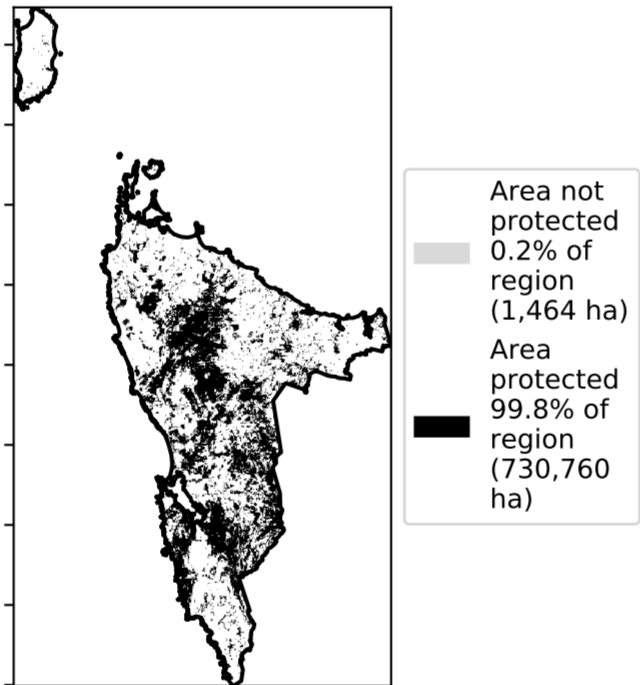 Area not
protected
0.2% of
region
(1,464 ha)
Area
protected
99.8% of
region
(730,760
ha)